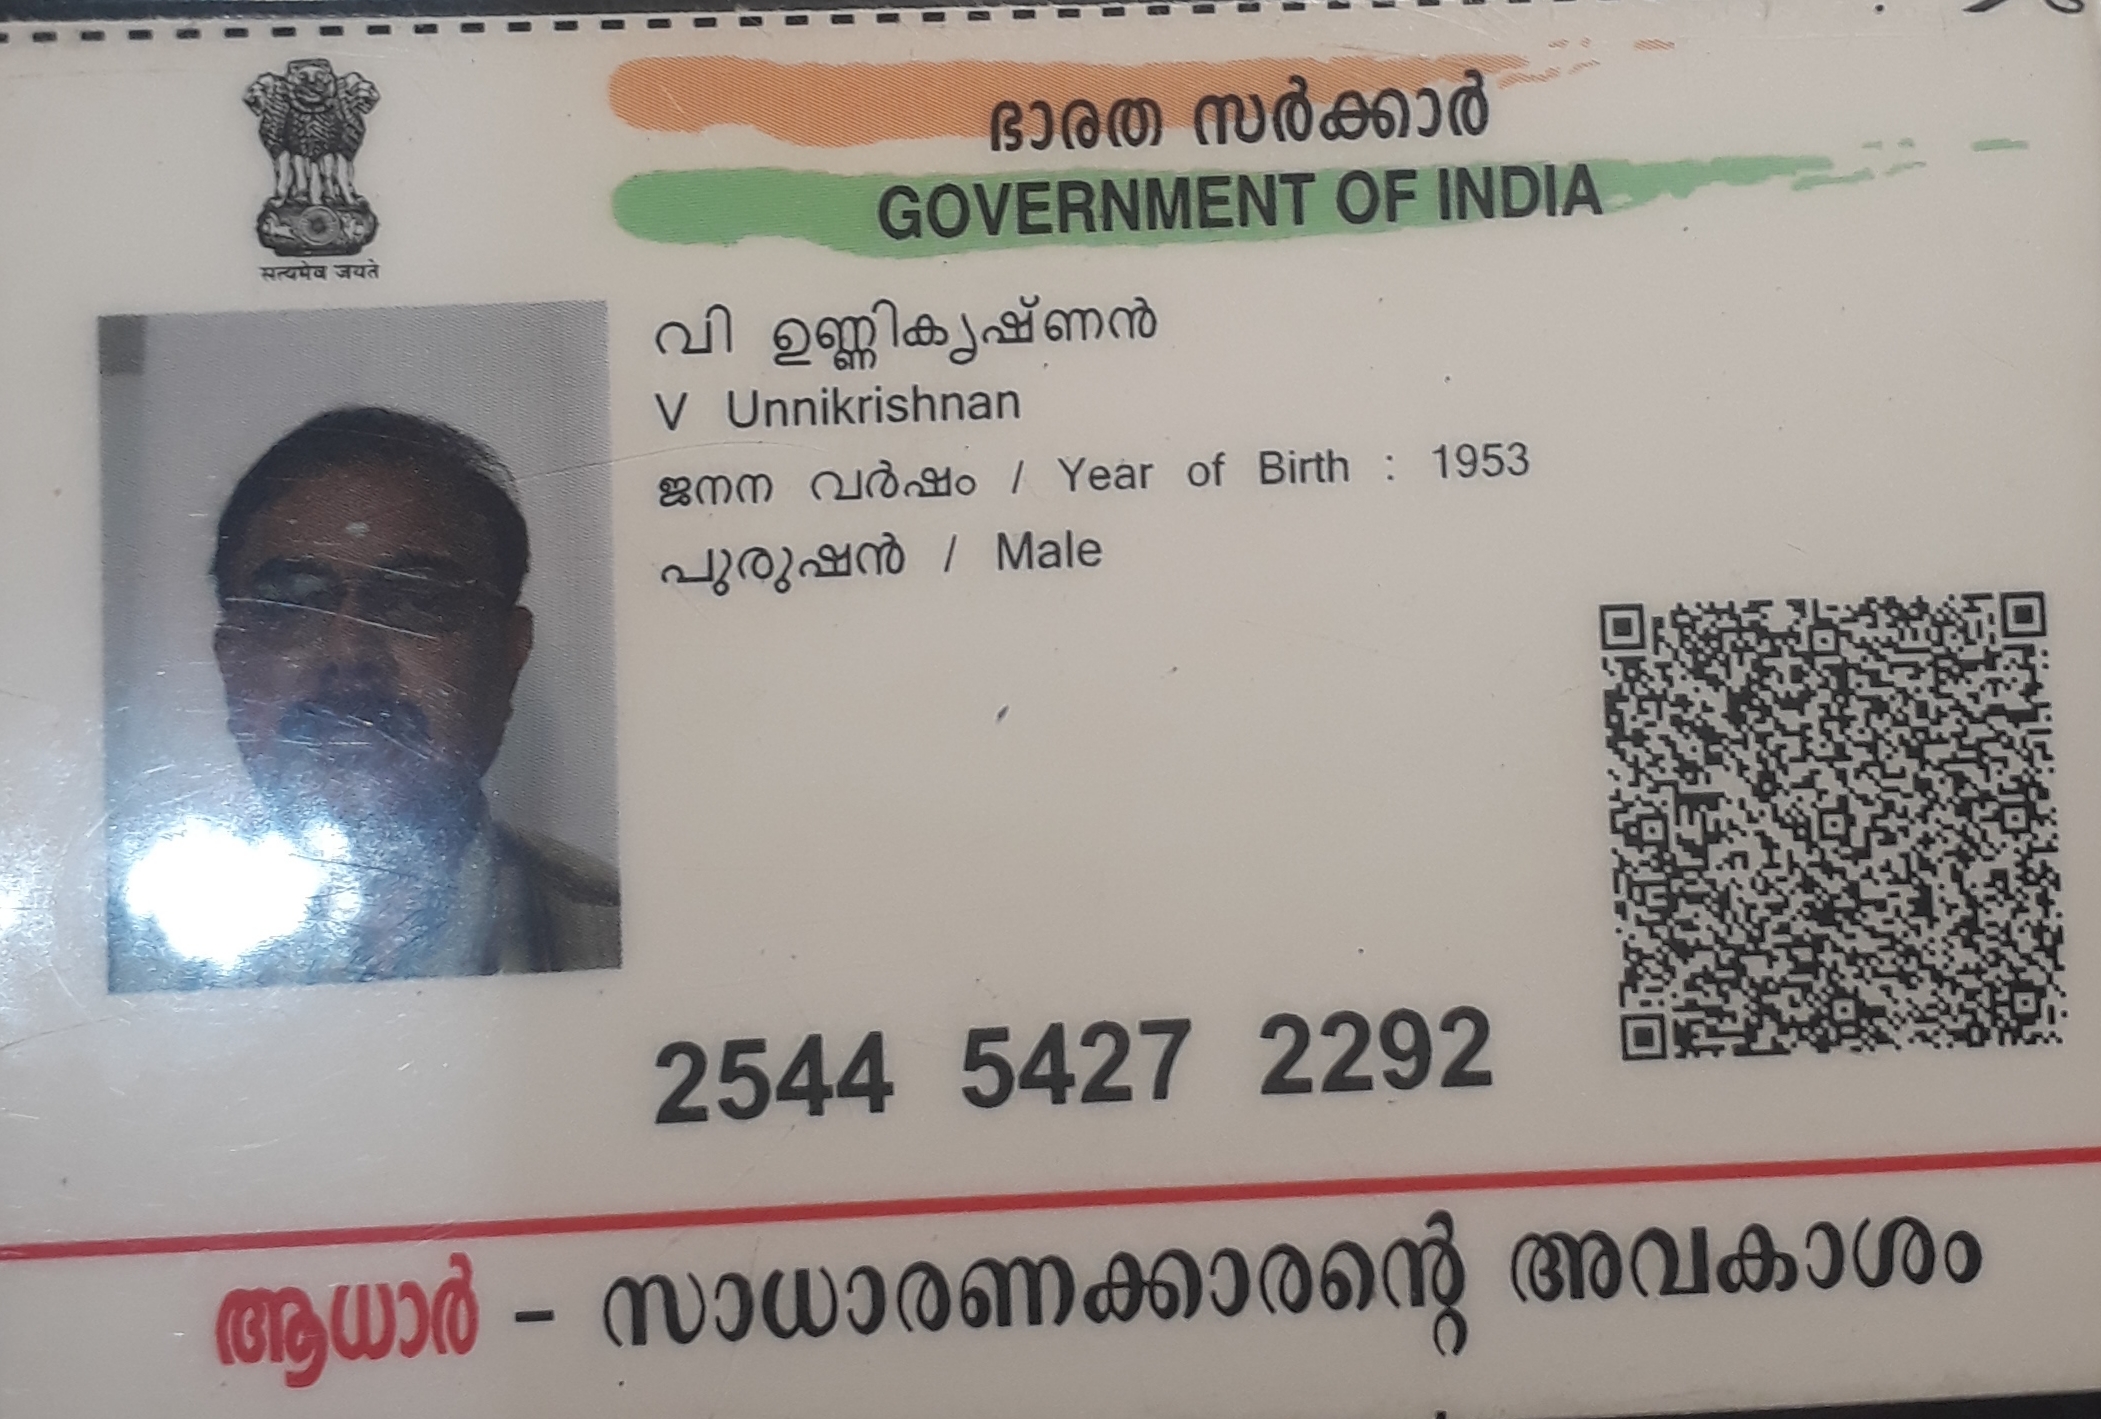 ഭാരത സർക്കാർ
GOVERNMENT OF INDIA
सत्यमेव जयते
വി ഉണ്ണികൃഷ്ണൻ
V Unnikrishnan
ജനന വർഷം / Year of Birth : 1953
പുരുഷൻ / Male
2544 5427 2292
ആധാർ - സാധാരണക്കാരന്റെ അവകാശം